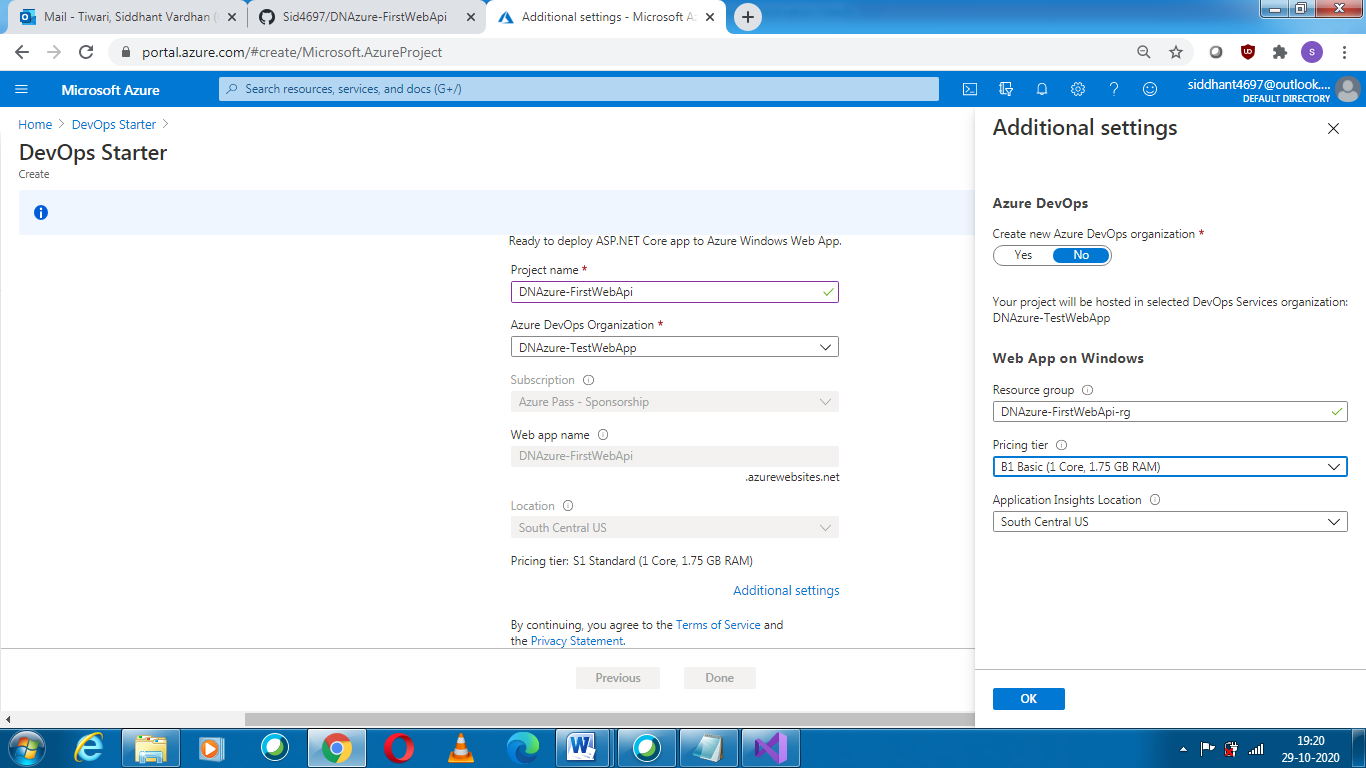 Mail - Tiwari, Siddhant Vardhan (
Sid4697/DNAzure-FirstWebApi
Additional settings - Microsoft Az
portal.azure.com/#create/Microsoft.AzureProject
S
Microsoft Azure
Search resources, services, and docs (G+/)
siddhant4697@outlook....
DEFAULT DIRECTORY
Home
DevOps Starter
DevOps Starter
Create
Ready to deploy ASP.NET Core app to Azure Windows Web App.
Project name *
DNAzure-FirstWebApi
Azure DevOps Organization *
DNAzure-TestWebApp
Subscription
Azure Pass - Sponsorship
Web app name
DNAzure-FirstWebApi
.azurewebsites.net
Location
South Central US
Pricing tier: S1 Standard (1 Core, 1.75 GB RAM)
Additional settings
By continuing, you agree to the Terms of Service and
the Privacy Statement.
Previous
Done
Additional settings
Azure DevOps
Create new Azure DevOps organization *
Yes
No
Your project will be hosted in selected DevOps Services organization:
DNAzure-TestWebApp
Web App on Windows
Resource group
DNAzure-FirstWebApi-rg
Pricing tier
B1 Basic (1 Core, 1.75 GB RAM)
Application Insights Location
South Central US
OK
19:20
29-10-2020